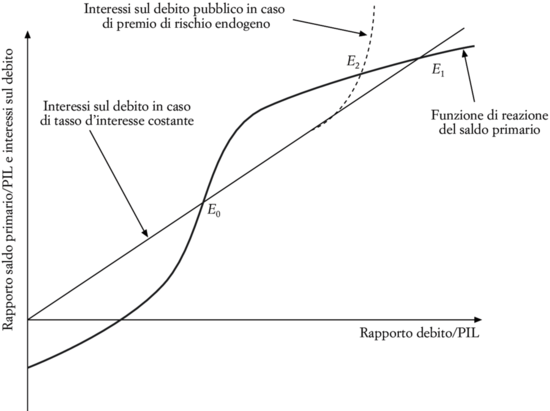 Interessi sul debito pubblico in caso
di premio di rischio endogeno
E2
E1
Interessi sul debito in caso
di tasso d'interesse costante
Funzione di reazione
del saldo primario
E0
Rapporto saldo primario/PIL e interessi sul debito
Rapporto debito/PIL